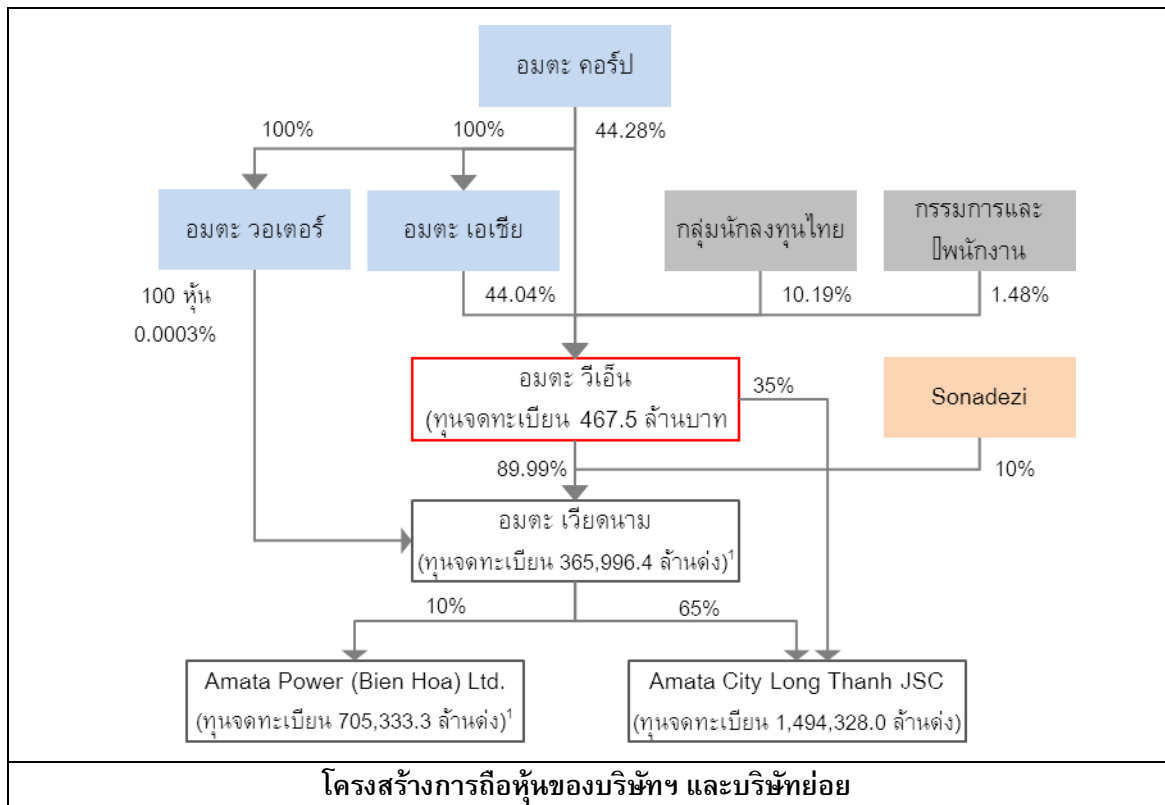 อมตะ คอร์ป
100%
100%
44.28%
อมตะ วอเตอร์
อมตะ เอเชีย
กลุ่มนักลงทุนไทย
กรรมการและ
พนักงาน
100 หุ้น
0.0003%
44.04%
10.19%
1.48%
อมตะ วีเอ็น
(ทุนจดทะเบียน 467.5 ล้านบาท
35%
Sonadezi
89.99%
10%
อมตะ เวียดนาม
(ทุนจดทะเบียน 365,996.4 ล้านด่ง)¹
10%
65%
Amata Power (Bien Hoa) Ltd.
(ทุนจดทะเบียน 705,333.3 ล้านด่ง)¹
Amata City Long Thanh JSC
(ทุนจดทะเบียน 1,494,328.0 ล้านด่ง)
โครงสร้างการถือหุ้นของบริษัทฯ และบริษัทย่อย